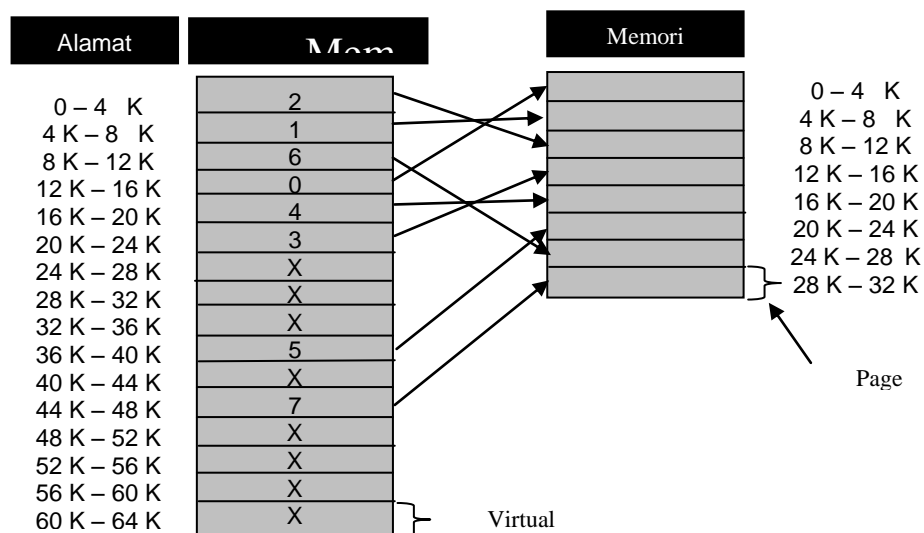 Alamat
Mem
Memori
0 – 4 K
4 K – 8 K
8 K – 12 K
12 K – 16 K
16 K – 20 K
20 K – 24 K
24 K – 28 K
28 K – 32 K
32 K – 36 K
36 K – 40 K
40 K – 44 K
44 K – 48 K
48 K – 52 K
52 K – 56 K
56 K – 60 K
60 K – 64 K
2
1
6
0
4
3
X
X
X
5
X
7
X
X
X
X
0 – 4 K
4 K – 8 K
8 K – 12 K
12 K – 16 K
16 K – 20 K
20 K – 24 K
24 K – 28 K
28 K – 32 K
Page
Virtual